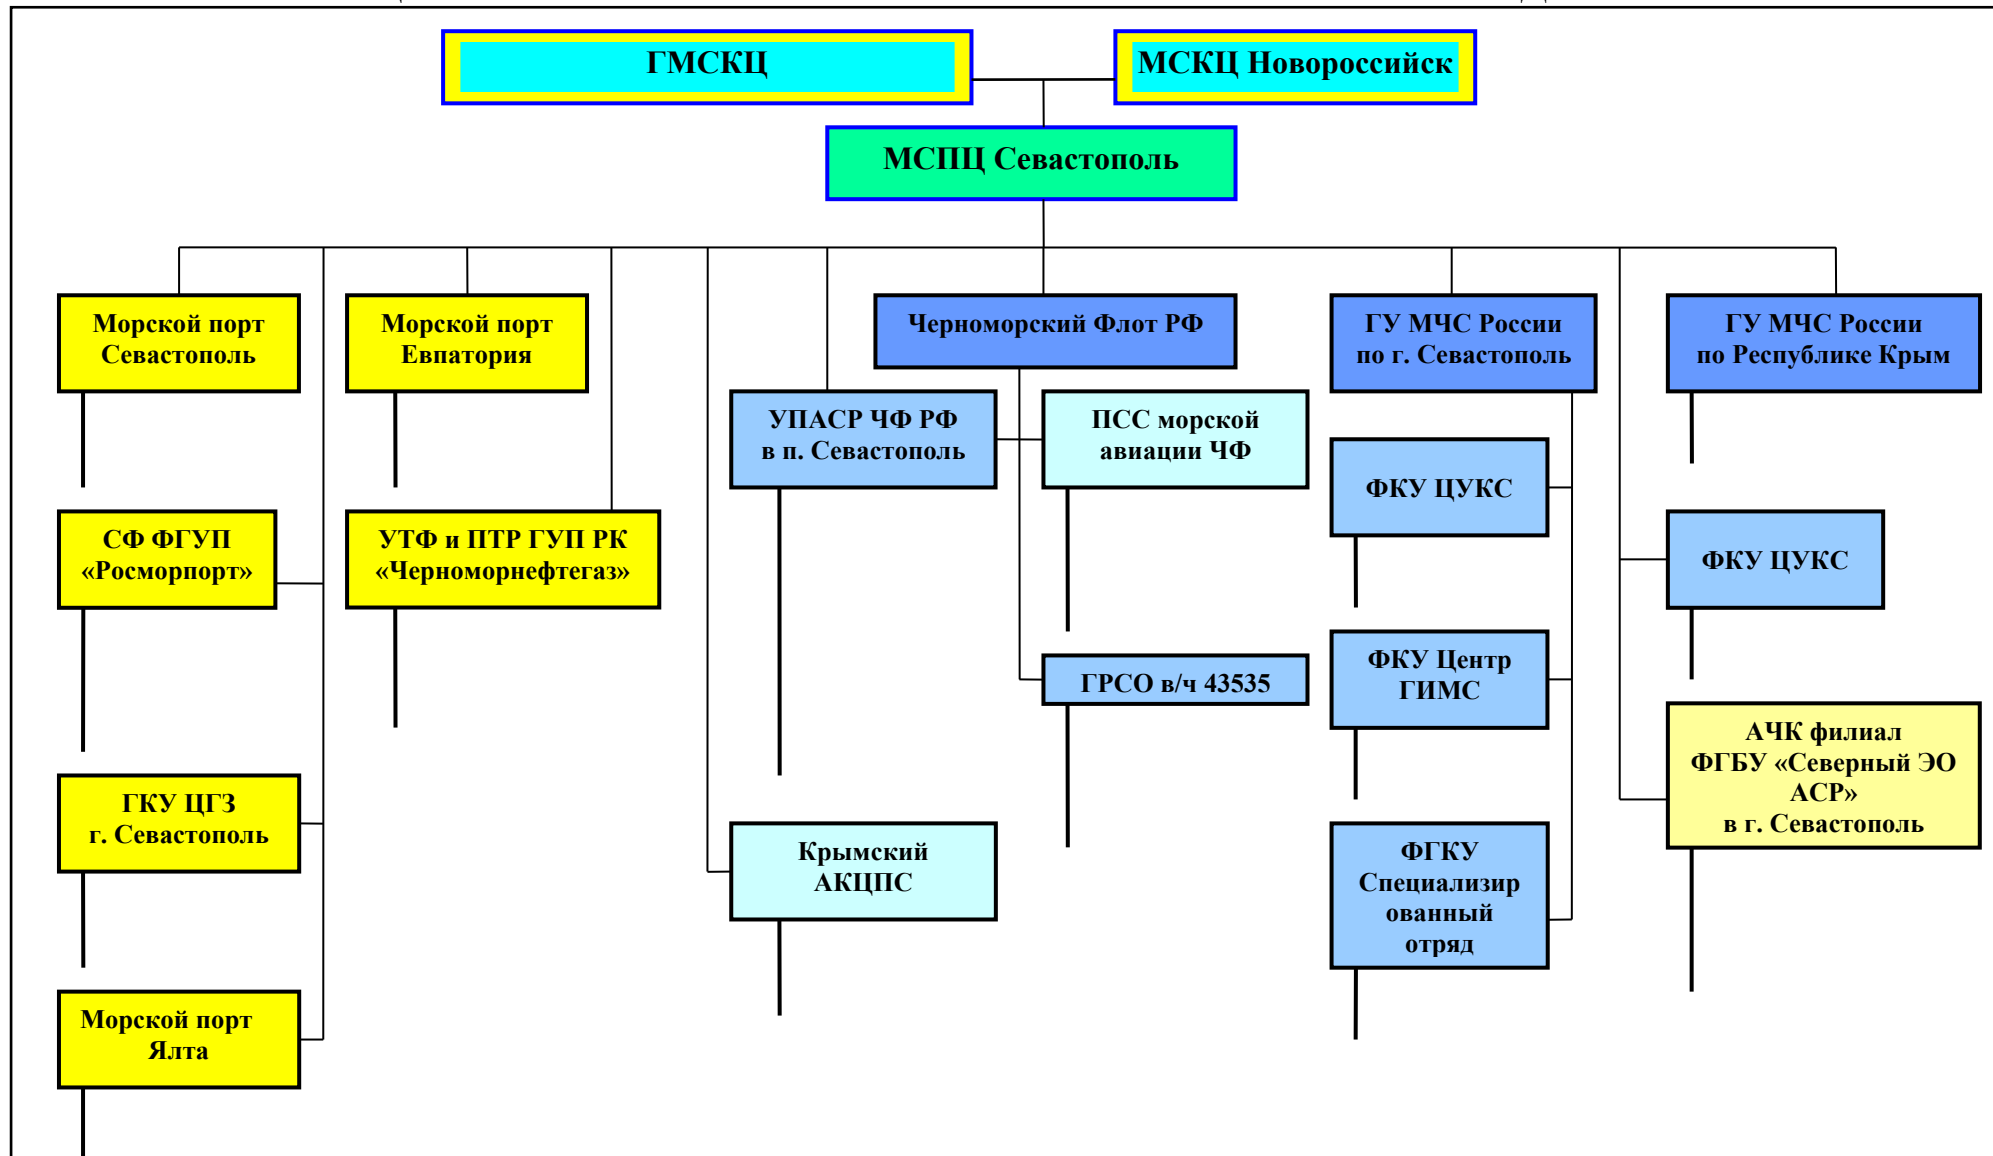 ГМСКЦ
МСКЦ Новороссийск
МСПЦ Севастополь
Морской порт
Севастополь
Морской порт
Евпатория
Черноморский Флот РФ
ГУ МЧС России
по г. Севастополь
ГУ МЧС России
по Республике Крым
УПАСР ЧФ РФ
в п. Севастополь
ПСС морской
авиации ЧФ
ФКУ ЦУКС
СФ ФГУП
«Росморпорт»
УТФ и ПТР ГУП РК
«Черноморнефтегаз»
ФКУ ЦУКС
ГРСО в/ч 43535
ФКУ Центр
ГИМС
АЧК филиал
ФГБУ «Северный ЭО
АСР»
в г. Севастополь
ГКУ ЦГЗ
г. Севастополь
Крымский
АКЦПС
ФГКУ
Специализир
ованный
отряд
Морской порт
Ялта